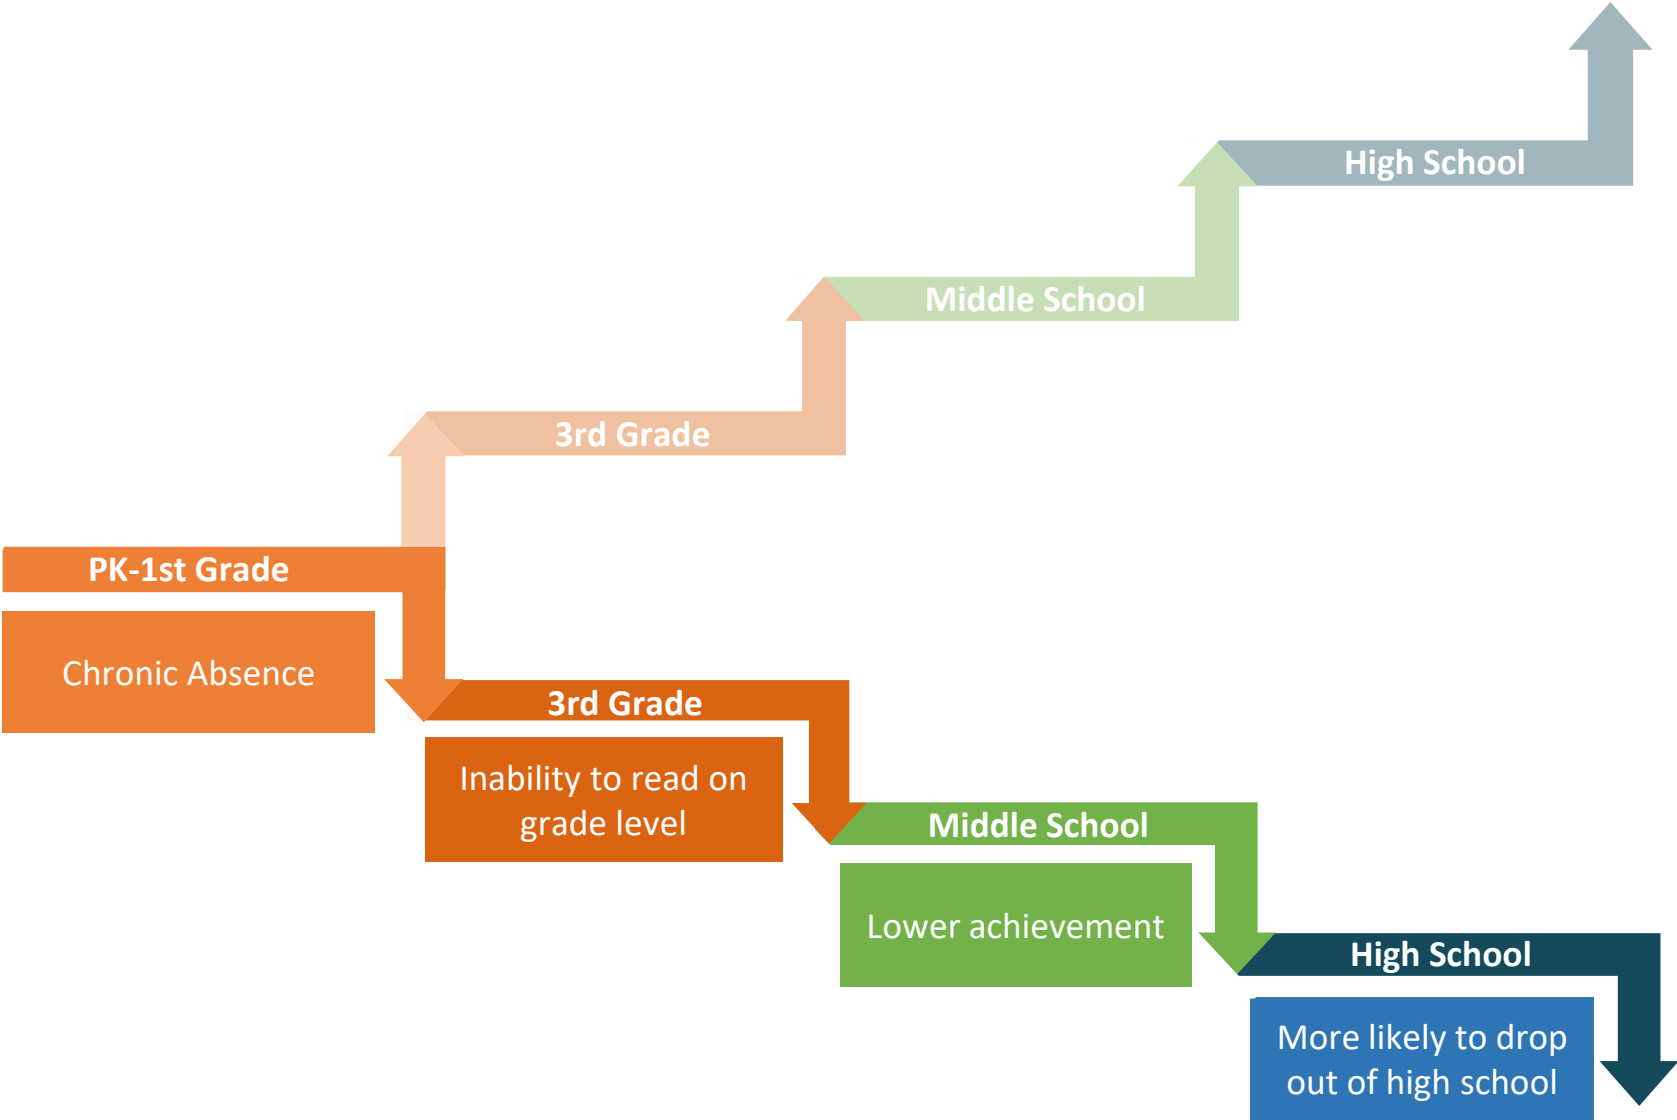 High School
Middle School
3rd Grade
PK-1st Grade
Chronic Absence
3rd Grade
Inability to read on
grade level
Middle School
Lower achievement
High School
More likely to drop
out of high school